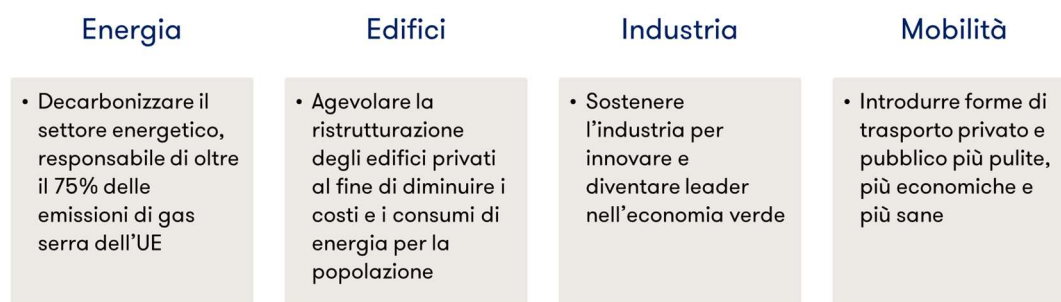 Energia
• Decarbonizzare il
settore energetico,
responsabile di oltre
il 75% delle
emissioni di gas
serra dell'UE
Edifici
• Agevolare la
ristrutturazione
degli edifici privati
al fine di diminuire i
costi e i consumi di
energia per la
popolazione
Industria
• Sostenere
l'industria per
innovare e
diventare leader
nell'economia verde
Mobilità
• Introdurre forme di
trasporto privato e
pubblico più pulite,
più economiche e
più sane